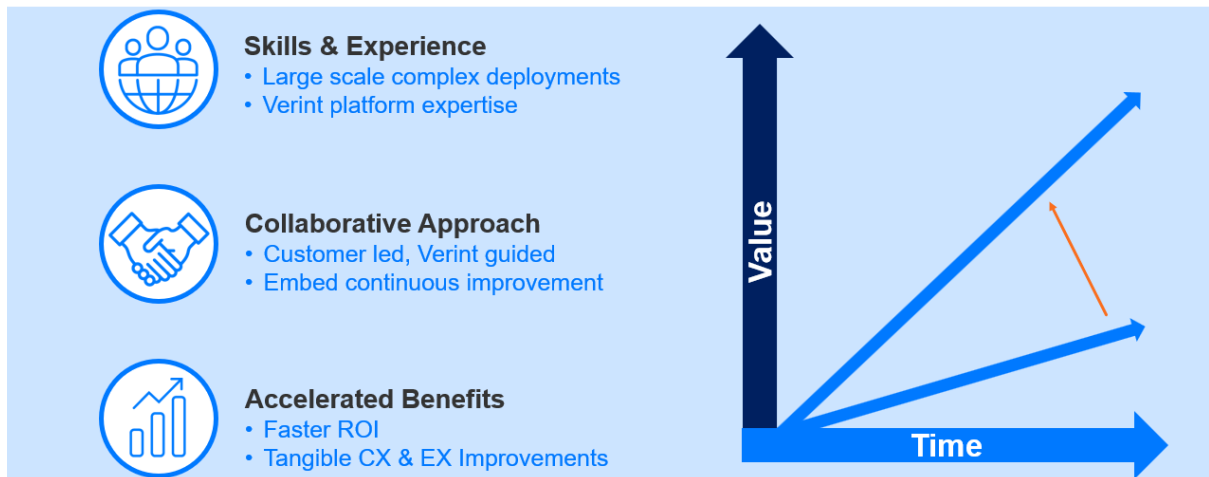 Skills & Experience
• Large scale complex deployments
• Verint platform expertise
Collaborative Approach
• Customer led, Verint guided
• Embed continuous improvement
Accelerated Benefits
• Faster ROI
• Tangible CX & EX Improvements
Value
Time